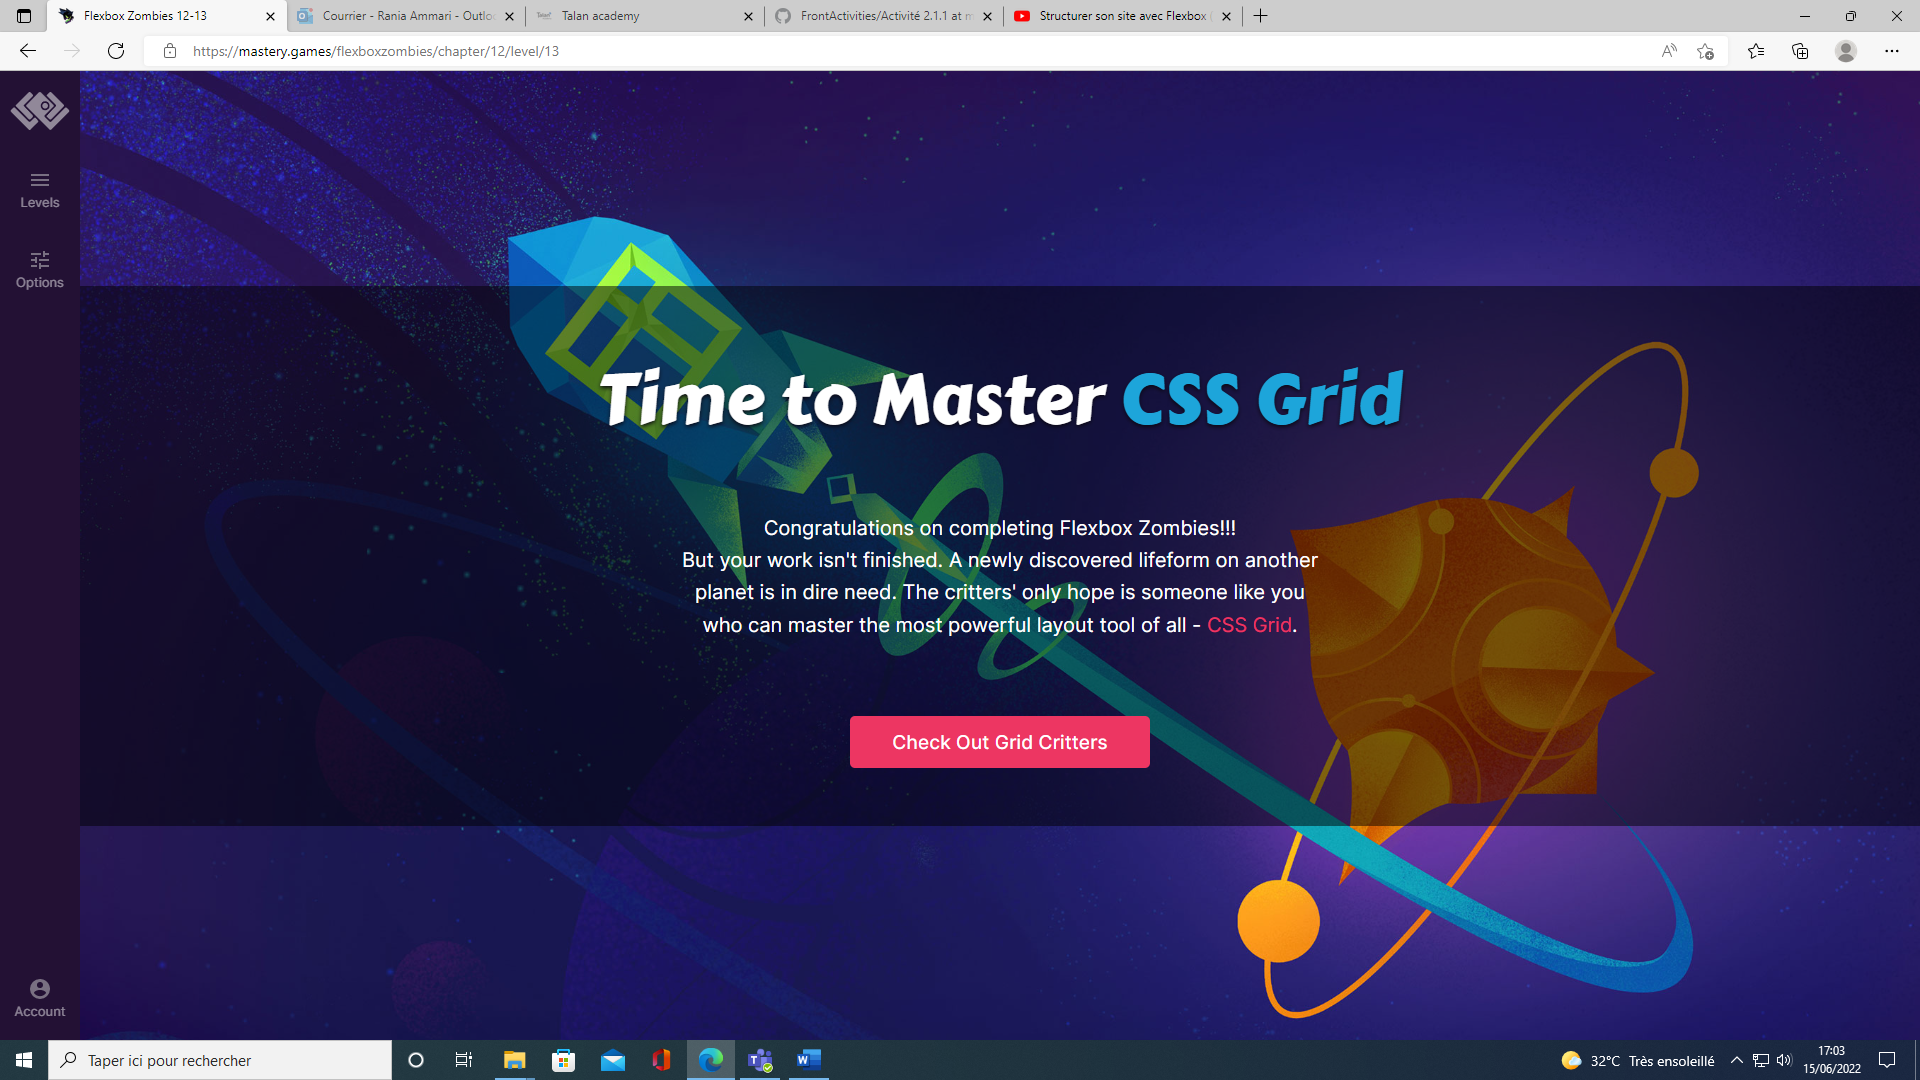 Flexbox Zombies 12-13
Courrier - Rania Ammari - Outlo
Talan academy
FrontActivities/Activité 2.1.1 at m
Structurer son site avec Flexbox (
https://mastery.games/flexboxzombies/chapter/12/level/13
Levels
Options
Time to Master CSS Grid
Congratulations on completing Flexbox Zombies!!!
But your work isn't finished. A newly discovered lifeform on another
planet is in dire need. The critters' only hope is someone like you
who can master the most powerful layout tool of all - CSS Grid.
Check Out Grid Critters
Account
Taper ici pour rechercher
32°C Très ensoleillé
17:03
15/06/2022